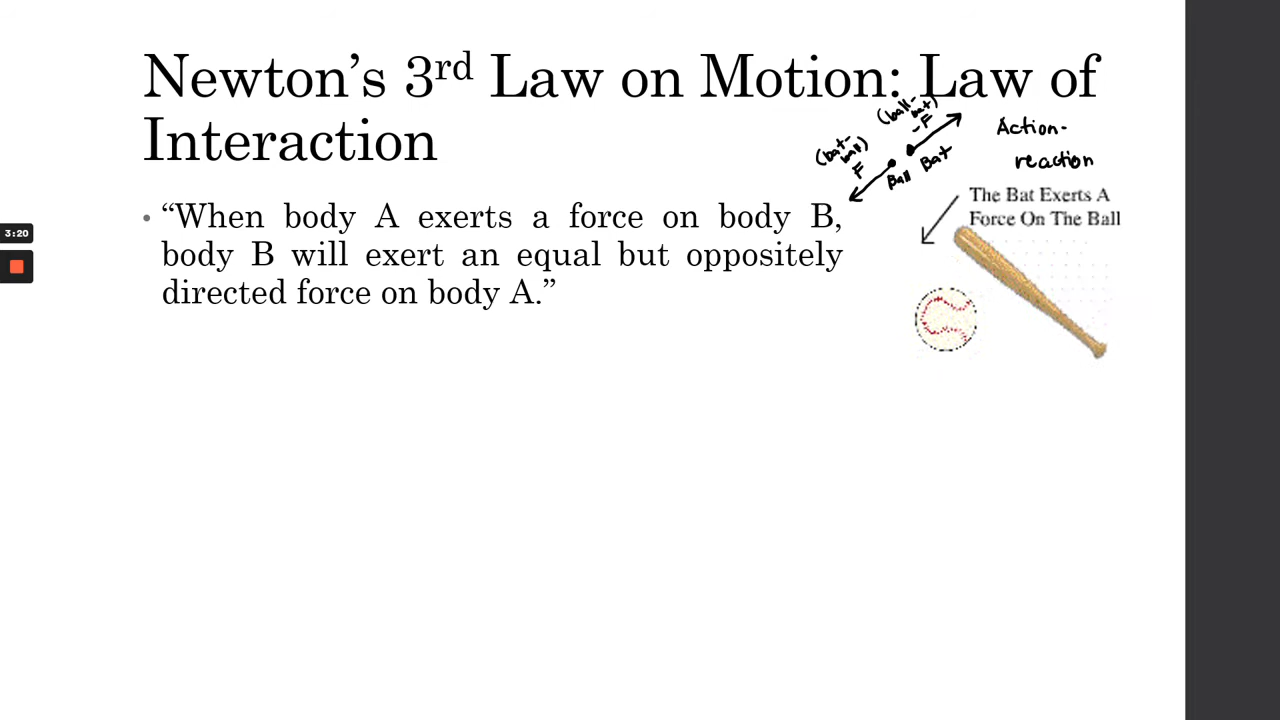 Newton’s 3rd Law on Motion: Law of
Interaction
(ball-
bat)
-F
(bat-
ball)
F
Ball
Bat
Action-
reaction
• “When body A exerts a force on body B,
body B will exert an equal but oppositely
directed force on body A.”
The Bat Exerts A
Force On The Ball
3:20